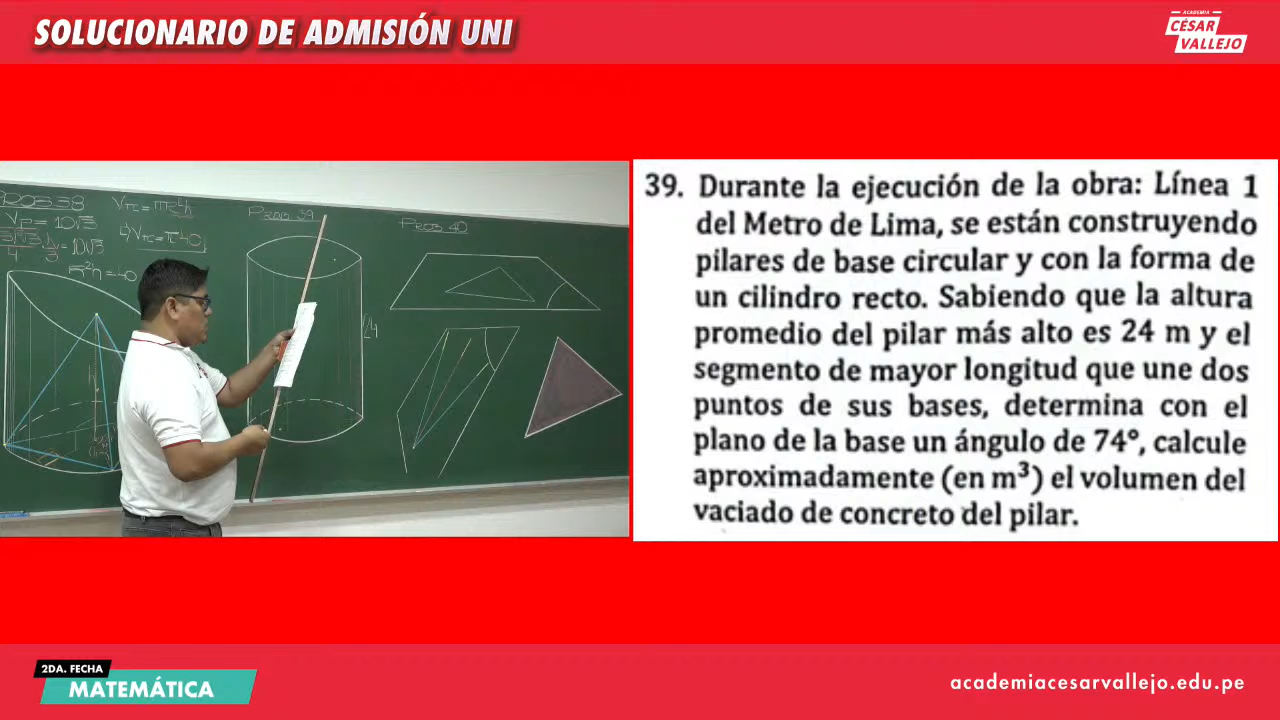 SOLUCIONARIO DE ADMISIÓN UNI
ACADEMIA
CÉSAR
VALLEJO
PROB.38
PROB 39
PROB. 40
24
39. Durante la ejecución de la obra: Línea 1
del Metro de Lima, se están construyendo
pilares de base circular y con la forma de
un cilindro recto. Sabiendo que la altura
promedio del pilar más alto es 24 m y el
segmento de mayor longitud que une dos
puntos de sus bases, determina con el
plano de la base un ángulo de 74°, calcule
aproximadamente (en m³) el volumen del
vaciado de concreto del pilar.
2DA. FECHA
MATEMÁTICA
academiacesarvallejo.edu.pe